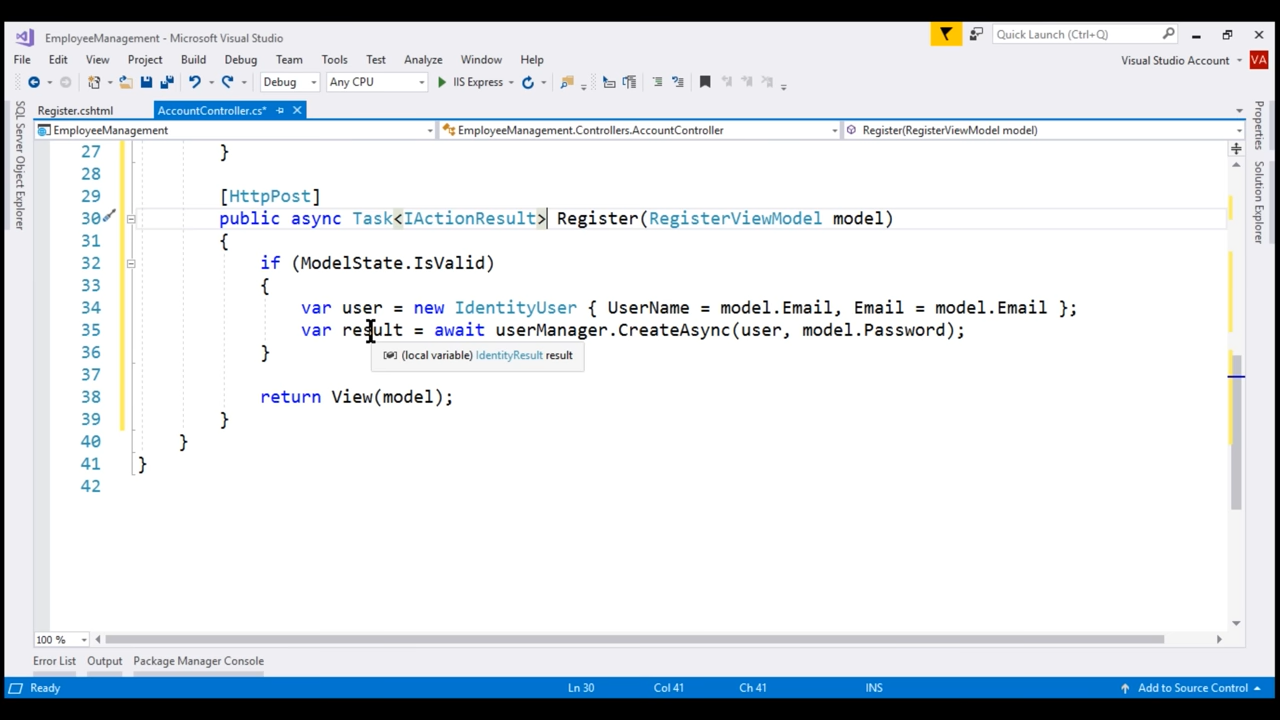 EmployeeManagement - Microsoft Visual Studio
Quick Launch (Ctrl+Q)
File Edit View Project Build Debug Team Tools Test Analyze Window Help
Visual Studio Account VA
Debug Any CPU IIS Express
Register.cshtml AccountController.cs*
EmployeeManagement EmployeeManagement.Controllers.AccountController Register(RegisterViewModel model)
SQL Server Object Explorer
Properties
Solution Explorer
27 }
28
29 [HttpPost]
30 public async Task<IActionResult> Register(RegisterViewModel model)
31 {
32 if (ModelState.IsValid)
33 {
34 var user = new IdentityUser { UserName = model.Email, Email = model.Email };
35 var result = await userManager.CreateAsync(user, model.Password);
36 }
(local variable) IdentityResult result
37
38 return View(model);
39 }
40 }
41 }
42
100 %
Error List Output Package Manager Console
Ready Ln 30 Col 41 Ch 41 INS Add to Source Control